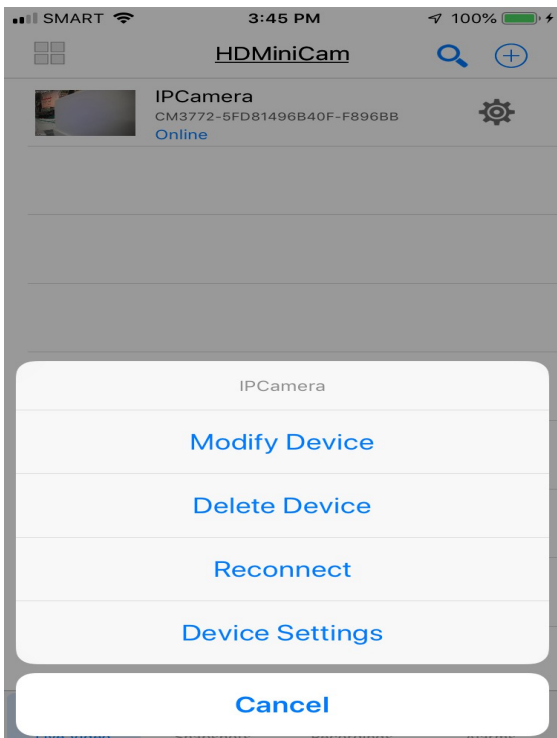 SMART 3:45 PM 100%
HDMiniCam
IPCamera
CM3772-5FD81496B40F-F896BB
Online
IPCamera
Modify Device
Delete Device
Reconnect
Device Settings
Cancel